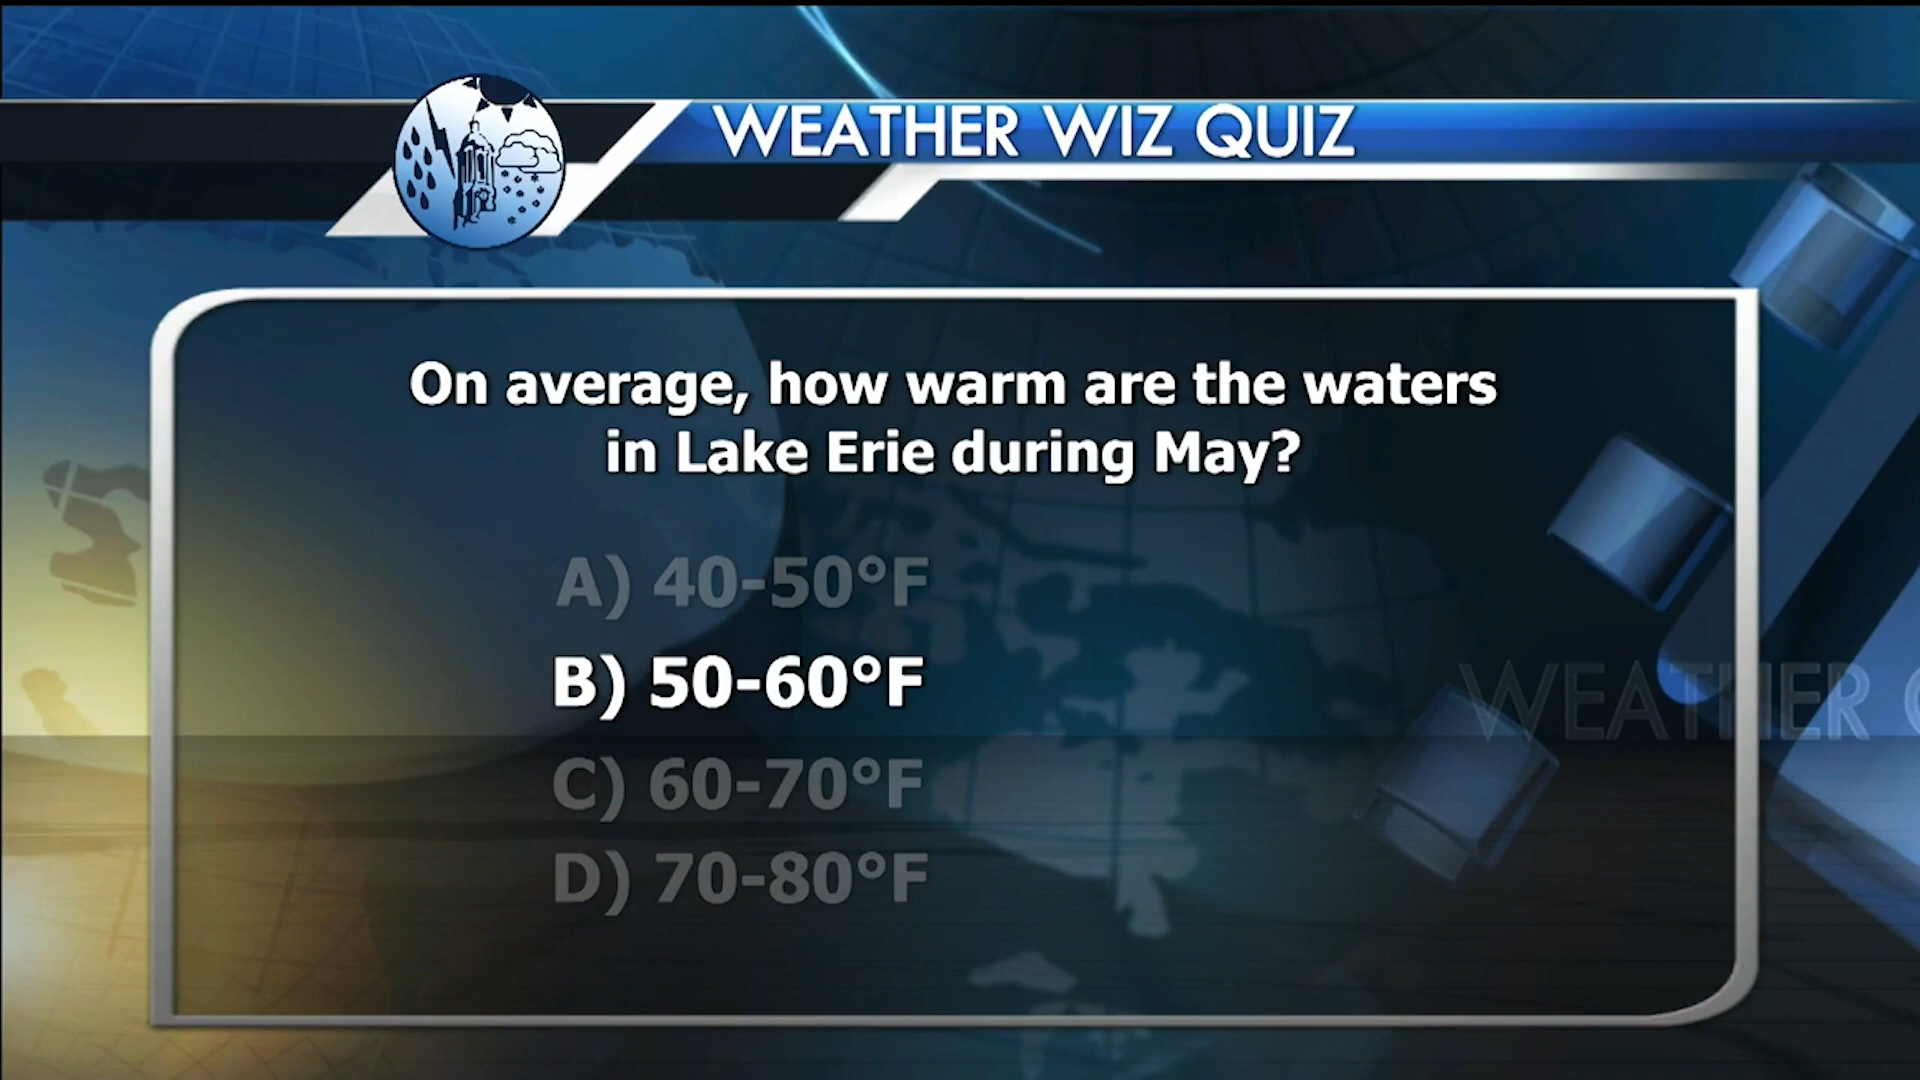 WEATHER WIZ QUIZ
On average, how warm are the waters
in Lake Erie during May?
A) 40-50°F
B) 50-60°F
WEATHER
C) 60-70°F
D) 70-80°F